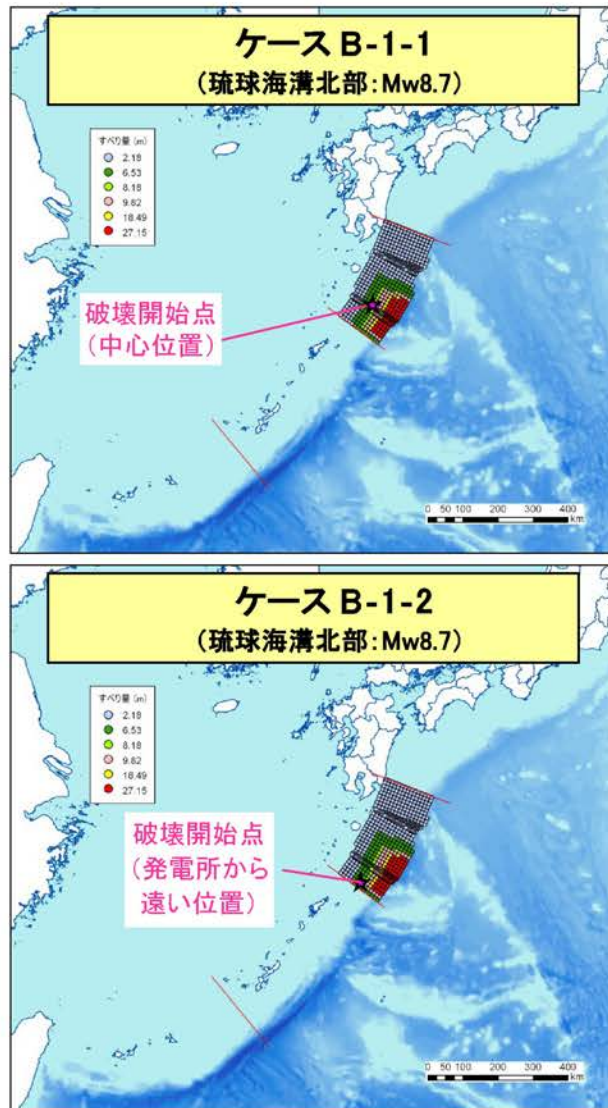 ケース B-1-1
(琉球海溝北部:Mw8.7)
すべり量 (m)
2.18
6.53
8.18
9.82
18.49
27.15
破壊開始点
(中心位置)
0 50 100 200 300 400
km
ケース B-1-2
(琉球海溝北部:Mw8.7)
すべり量 (m)
2.18
6.53
8.18
9.82
18.49
27.15
破壊開始点
(発電所から
遠い位置)
0 50 100 200 300 400
km